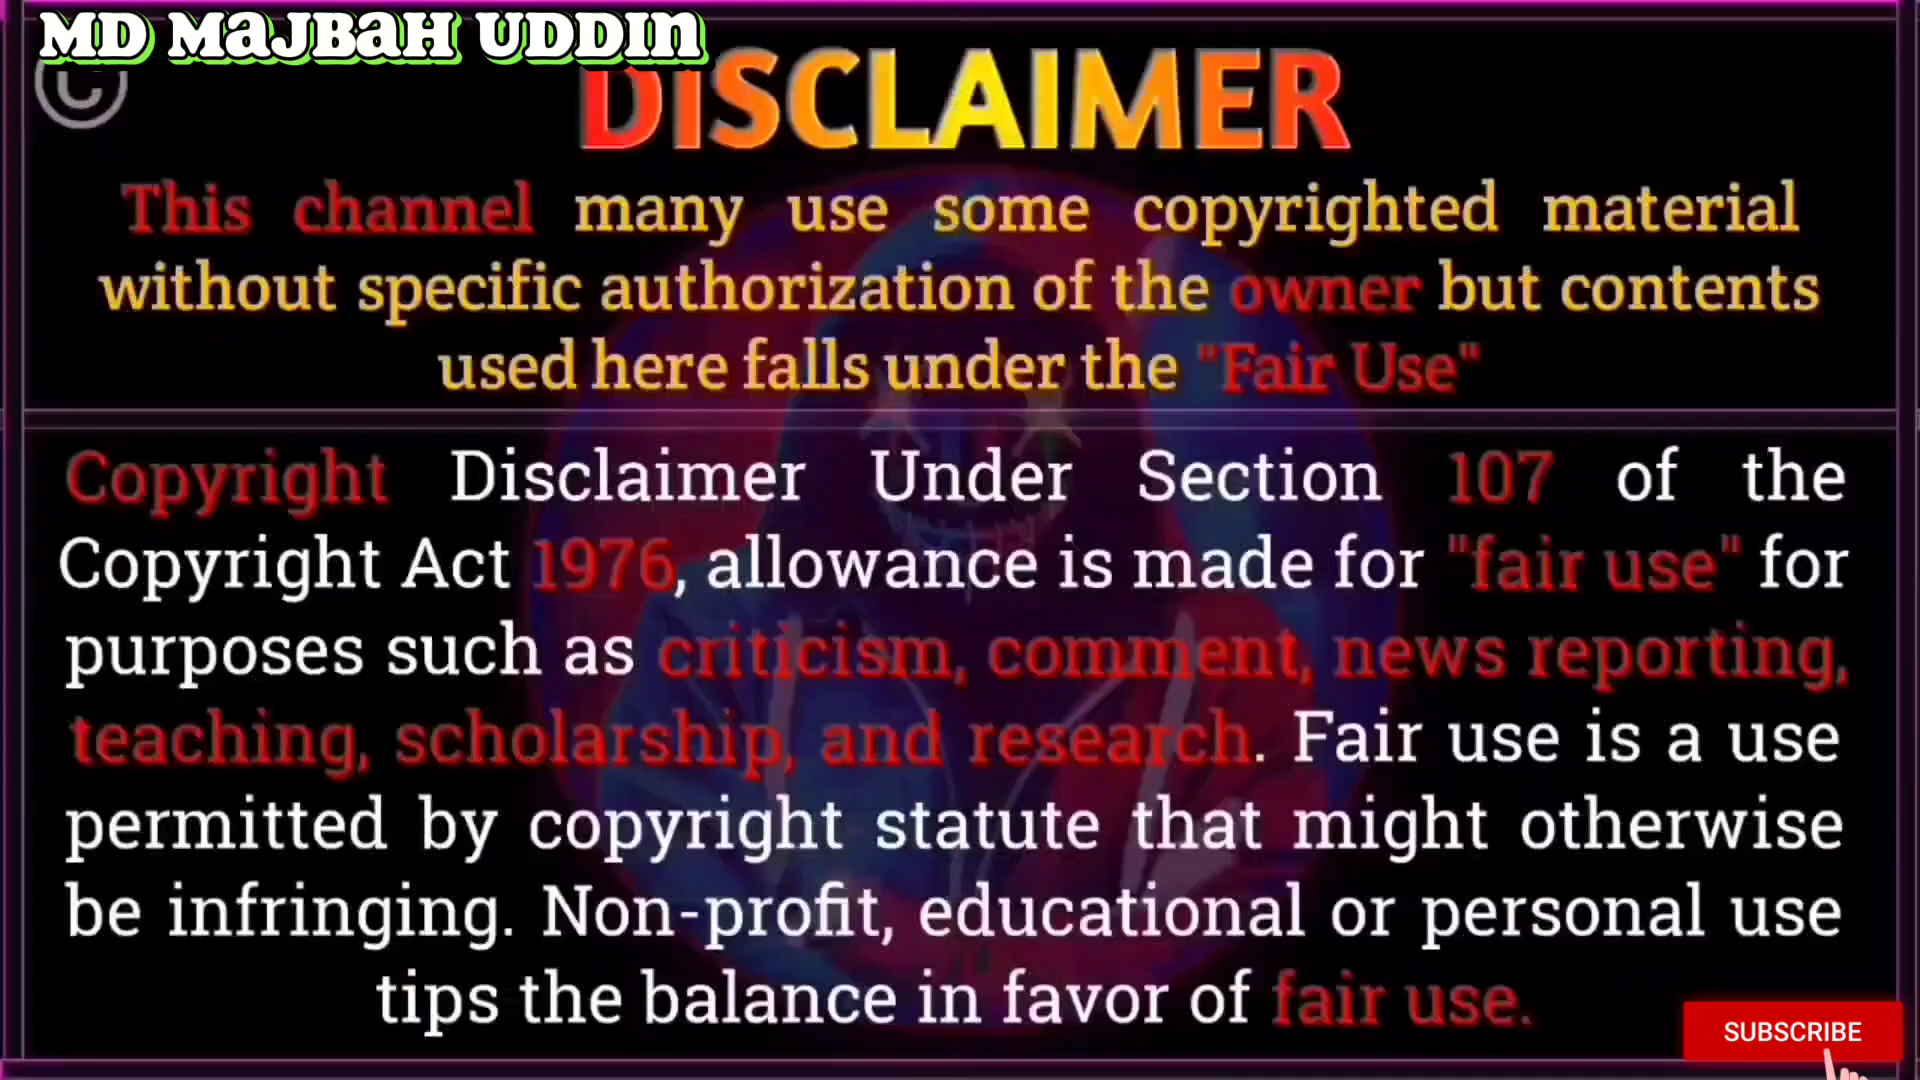 MD MAJBAH UDDIN
©
DISCLAIMER
This channel many use some copyrighted material
without specific authorization of the owner but contents
used here falls under the "Fair Use"
Copyright Disclaimer Under Section 107 of the
Copyright Act 1976, allowance is made for "fair use" for
purposes such as criticism, comment, news reporting,
teaching, scholarship, and research. Fair use is a use
permitted by copyright statute that might otherwise
be infringing. Non-profit, educational or personal use
tips the balance in favor of fair use.
SUBSCRIBE